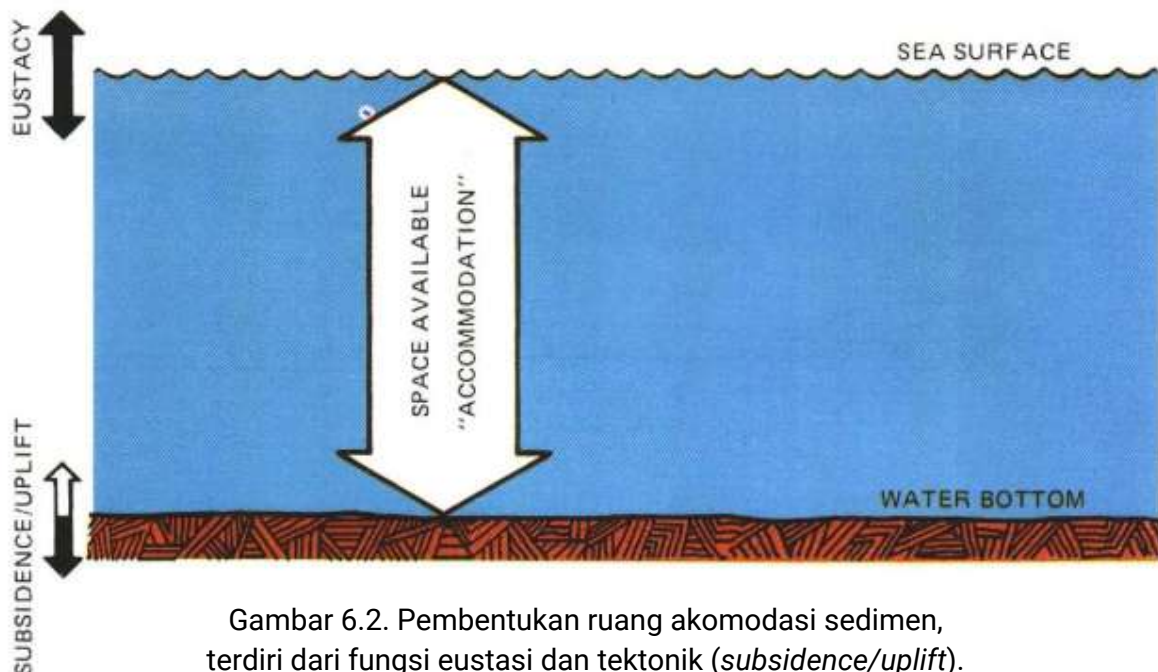 EUSTACY
SEA SURFACE
SPACE AVAILABLE
"ACCOMMODATION"
WATER BOTTOM
SUBSIDENCE/UPLIFT
Gambar 6.2. Pembentukan ruang akomodasi sedimen,
terdiri dari fungsi eustasi dan tektonik (subsidence/uplift).